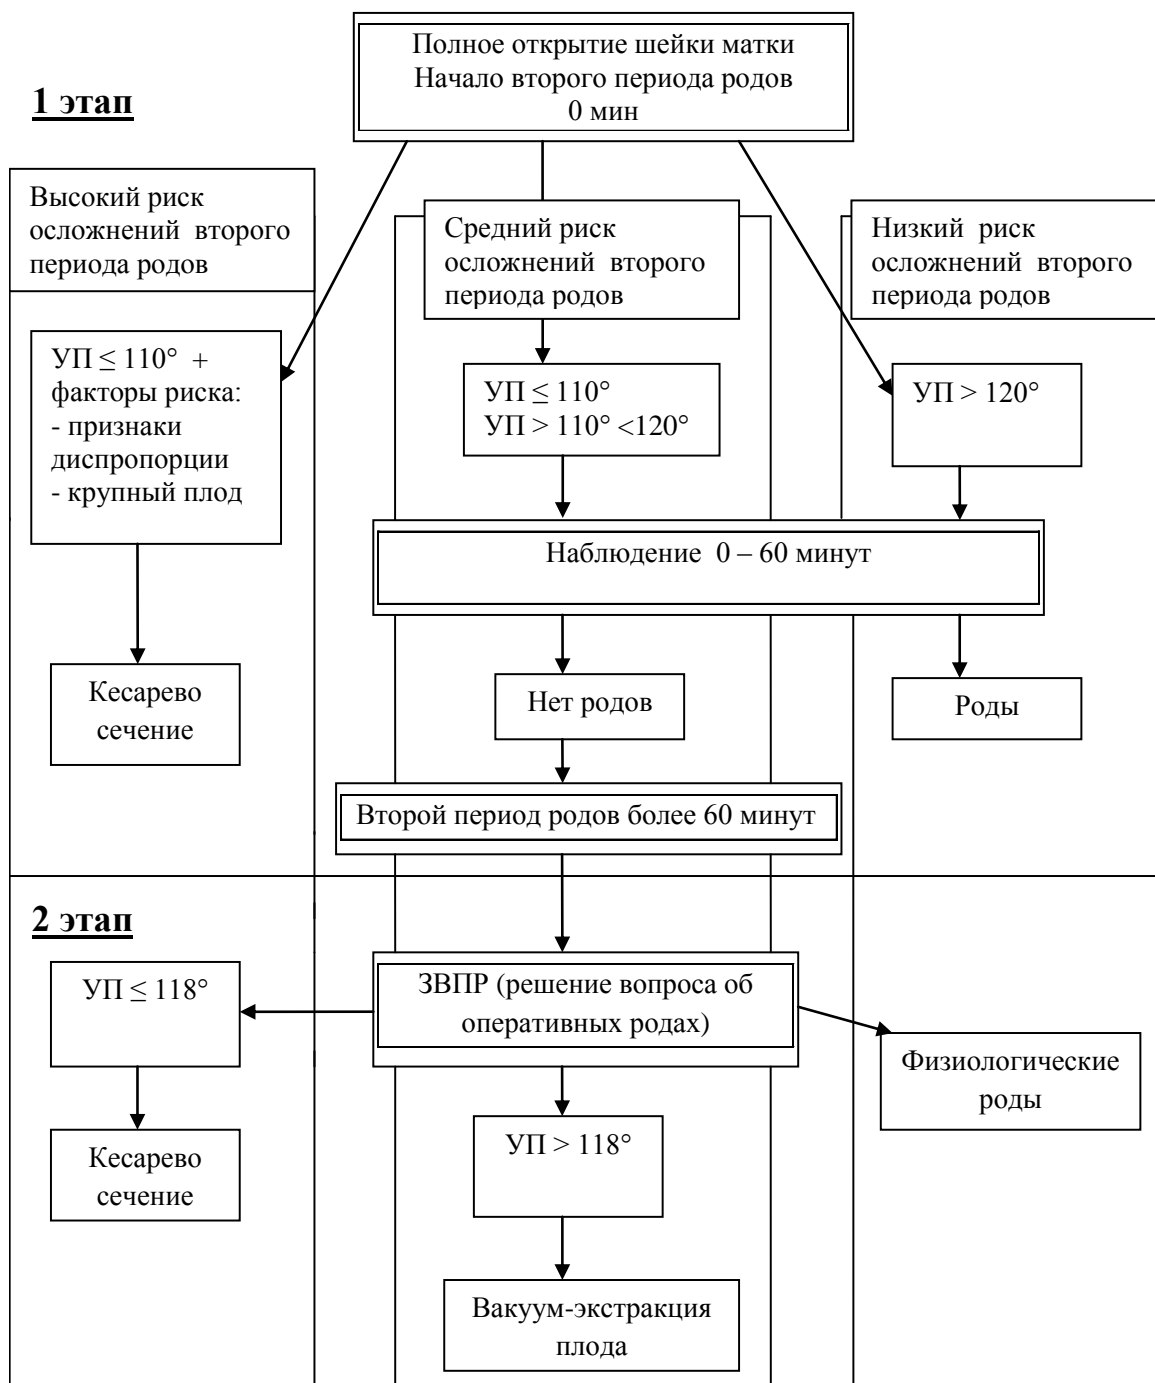 Полное открытие шейки матки
Начало второго периода родов
0 мин
1 этап
Высокий риск
осложнений второго
периода родов
Средний риск
осложнений второго
периода родов
Низкий риск
осложнений второго
периода родов
УП ≤ 110° +
факторы риска:
- признаки
диспропорции
- крупный плод
УП ≤ 110°
УП > 110° <120°
УП > 120°
Наблюдение 0 – 60 минут
Кесарево
сечение
Нет родов
Роды
Второй период родов более 60 минут
2 этап
УП ≤ 118°
ЗВПР (решение вопроса об
оперативных родах)
Физиологические
роды
Кесарево
сечение
УП > 118°
Вакуум-экстракция
плода